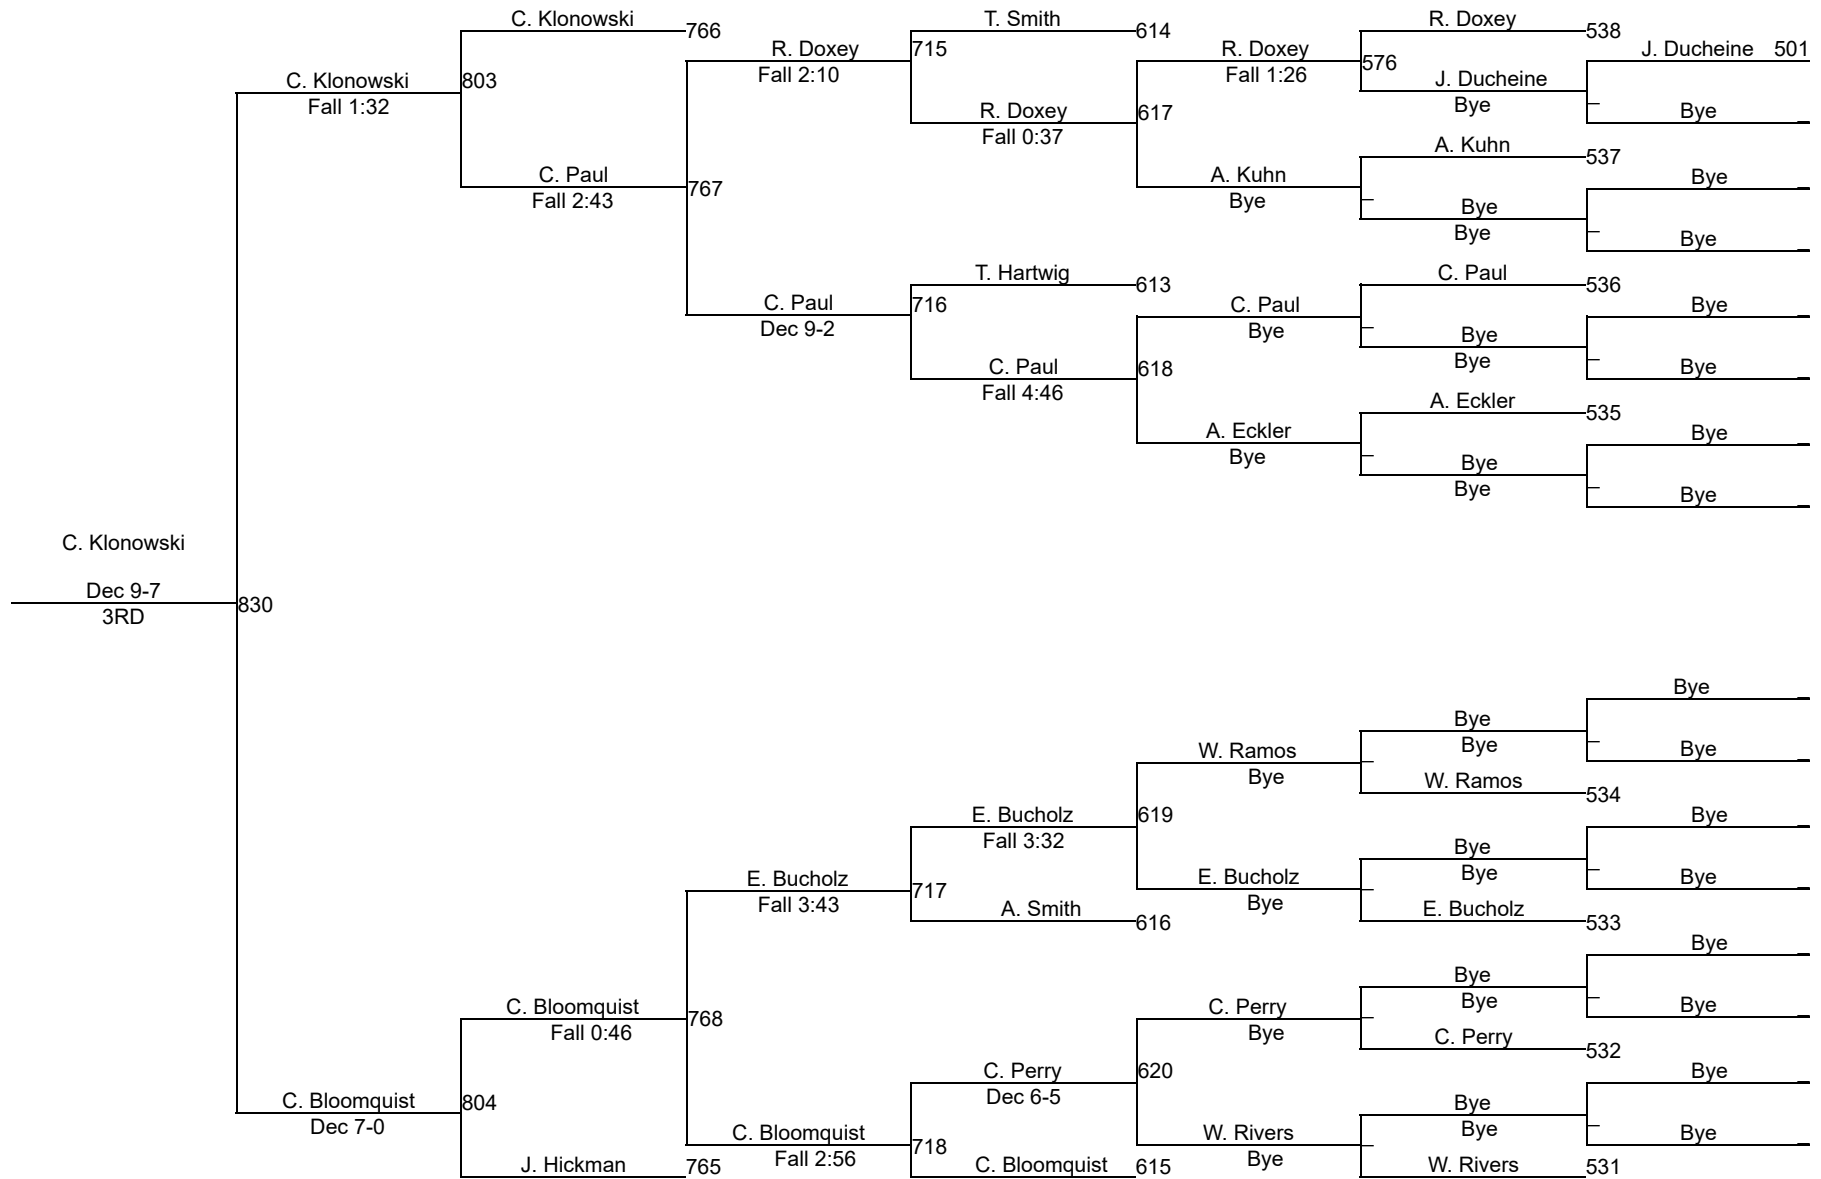 C. Klonowski 766 T. Smith 614 R. Doxey 538
R. Doxey 715 R. Doxey J. Ducheine 501
Fall 2:10 Fall 1:26 576
C. Klonowski 803 J. Ducheine
Fall 1:32 R. Doxey 617 Bye Bye
Fall 0:37 A. Kuhn 537
C. Paul 767 A. Kuhn Bye
Fall 2:43 Bye Bye
Bye Bye
T. Hartwig 613 C. Paul 536
C. Paul 716 C. Paul Bye
Dec 9-2 Bye Bye
C. Paul 618 Bye Bye
Fall 4:46 A. Eckler 535
A. Eckler Bye
Bye Bye
Bye Bye
C. Klonowski
Dec 9-7
3RD 830
Bye
Bye
W. Ramos Bye Bye
Bye W. Ramos 534
E. Bucholz 619 Bye
Fall 3:32 Bye
E. Bucholz 717 E. Bucholz Bye Bye
Fall 3:43 Bye
A. Smith 616 E. Bucholz 533
Bye
Bye
C. Bloomquist 768 C. Perry Bye Bye
Fall 0:46 Bye C. Perry 532
C. Perry 620 Bye
Dec 6-5
C. Bloomquist 804 Bye
Dec 7-0 C. Bloomquist W. Rivers Bye Bye
Fall 2:56 718 Bye
J. Hickman 765 C. Bloomquist 615 W. Rivers 531